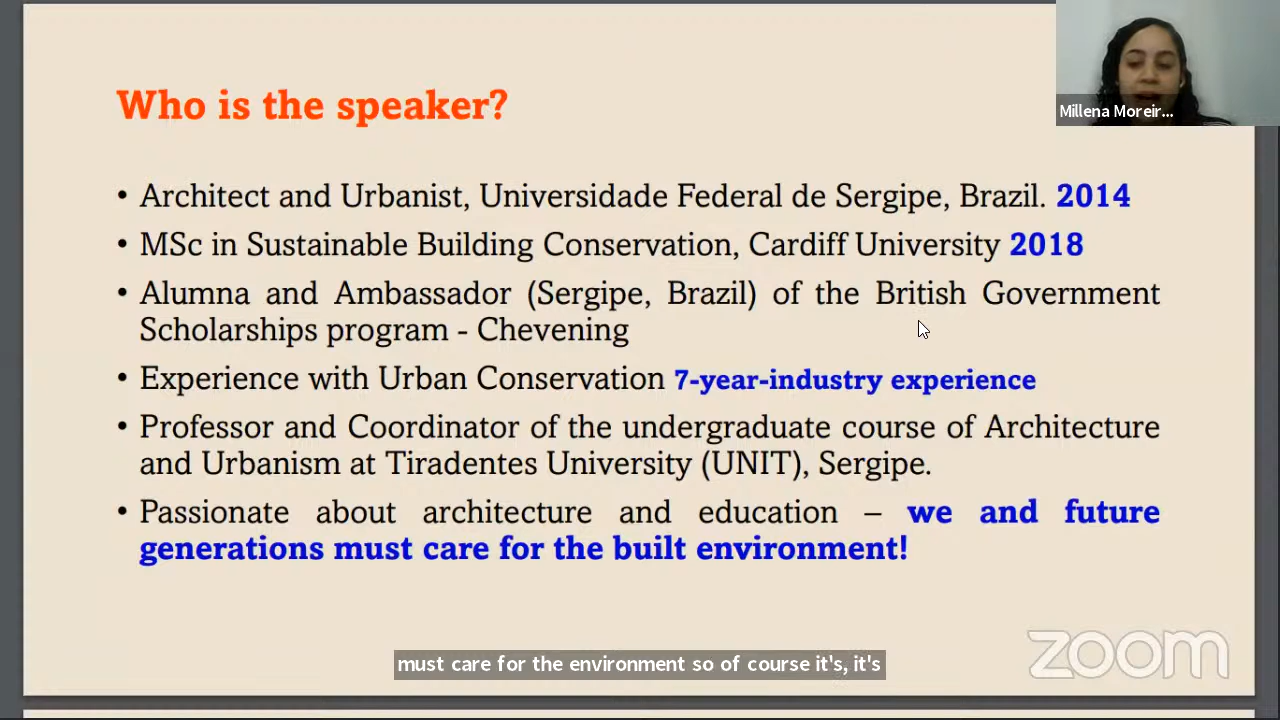 Who is the speaker?
Millena Moreir...
• Architect and Urbanist, Universidade Federal de Sergipe, Brazil. 2014
• MSc in Sustainable Building Conservation, Cardiff University 2018
• Alumna and Ambassador (Sergipe, Brazil) of the British Government
Scholarships program - Chevening
• Experience with Urban Conservation 7-year-industry experience
• Professor and Coordinator of the undergraduate course of Architecture
and Urbanism at Tiradentes University (UNIT), Sergipe.
• Passionate about architecture and education – we and future
generations must care for the built environment!
must care for the environment so of course it's, it's
zoom